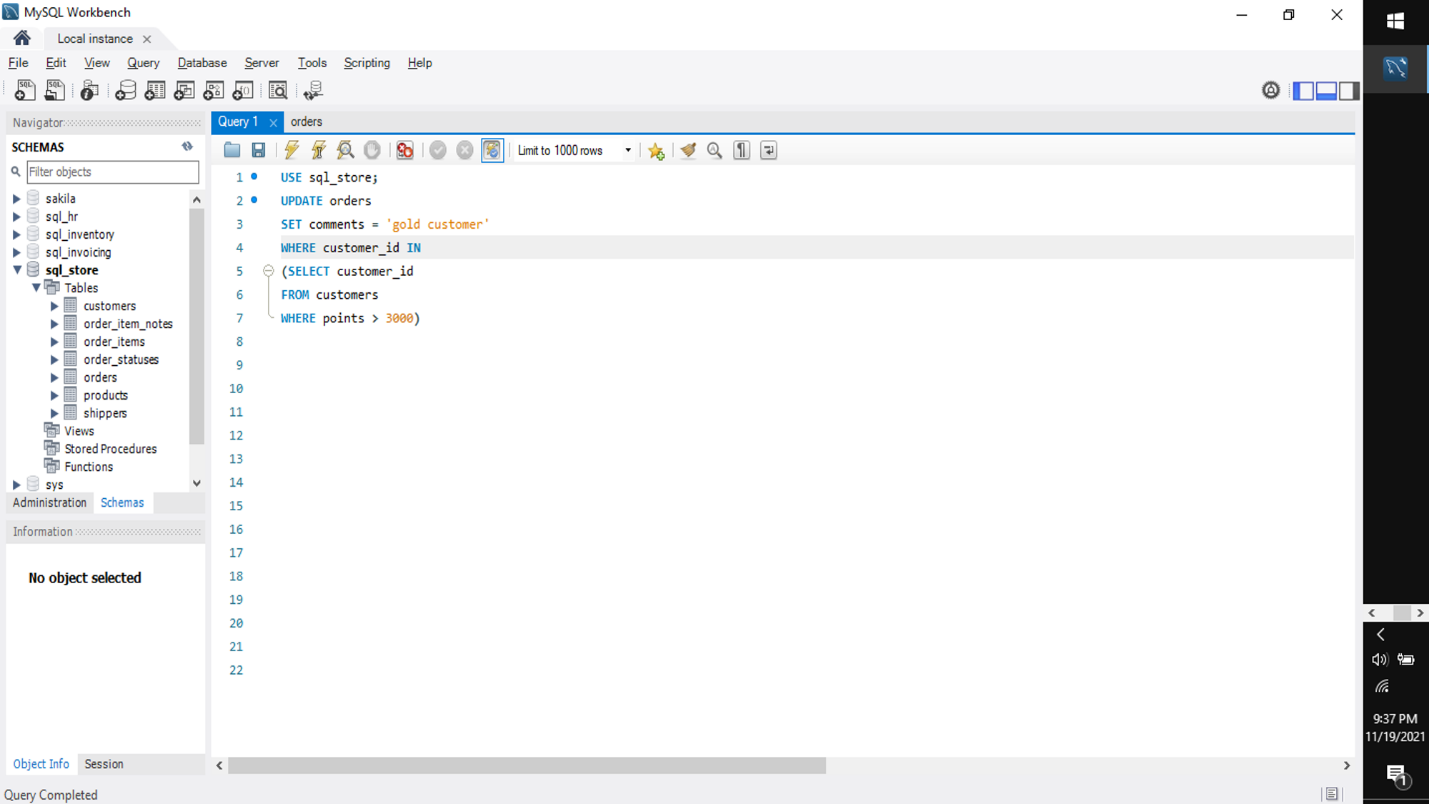 MySQL Workbench
Local instance
File Edit View Query Database Server Tools Scripting Help
Navigator
SCHEMAS
Filter objects
sakila
sql_hr
sql_inventory
sql_invoicing
sql_store
Tables
customers
order_item_notes
order_items
order_statuses
orders
products
shippers
Views
Stored Procedures
Functions
sys
Administration Schemas
Information
No object selected
Object Info Session
Query Completed
Query 1 orders
Limit to 1000 rows
1 USE sql_store;
2 UPDATE orders
3 SET comments = 'gold customer'
4 WHERE customer_id IN
5 (SELECT customer_id
6 FROM customers
7 WHERE points > 3000)
8
9
10
11
12
13
14
15
16
17
18
19
20
21
22
9:37 PM
11/19/2021
1